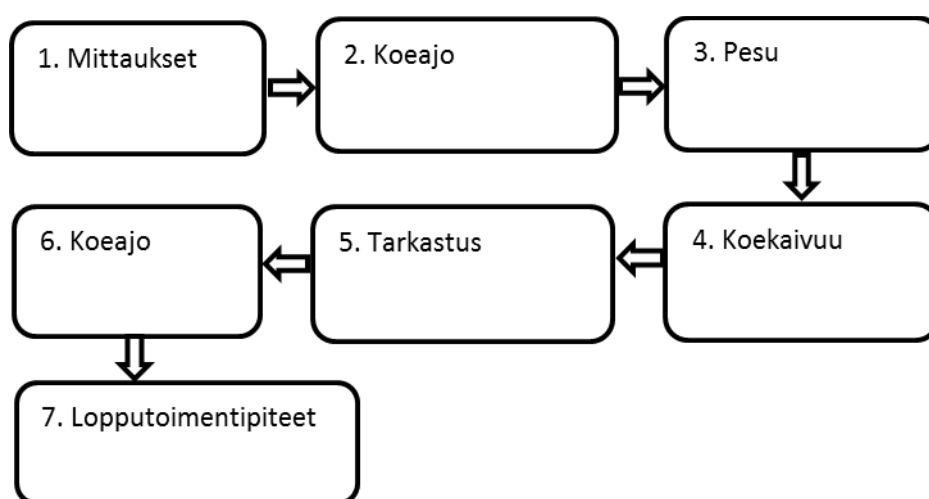 1. Mittaukset
2. Koeajo
3. Pesu
4. Koekaivuu
5. Tarkastus
6. Koeajo
7. Lopputoimentipiteet